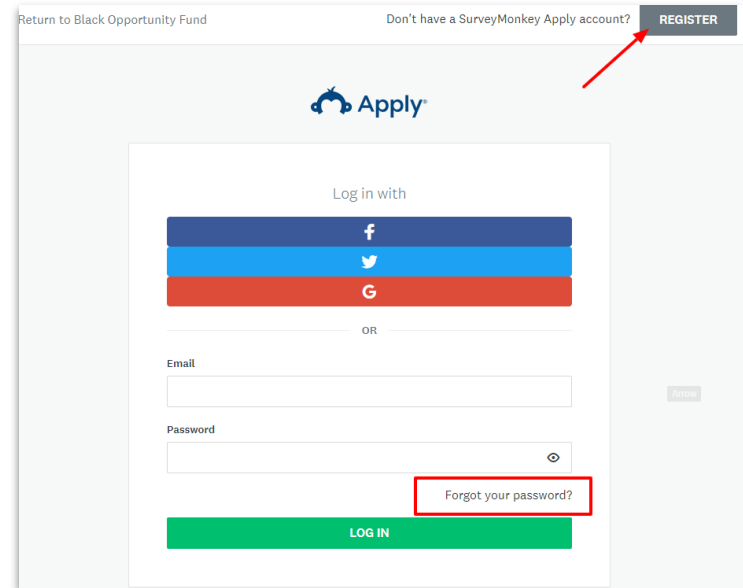 Return to Black Opportunity Fund
Don't have a SurveyMonkey Apply account?
REGISTER
Apply
Log in with
OR
Email
Password
Forgot your password?
LOG IN
Arrow